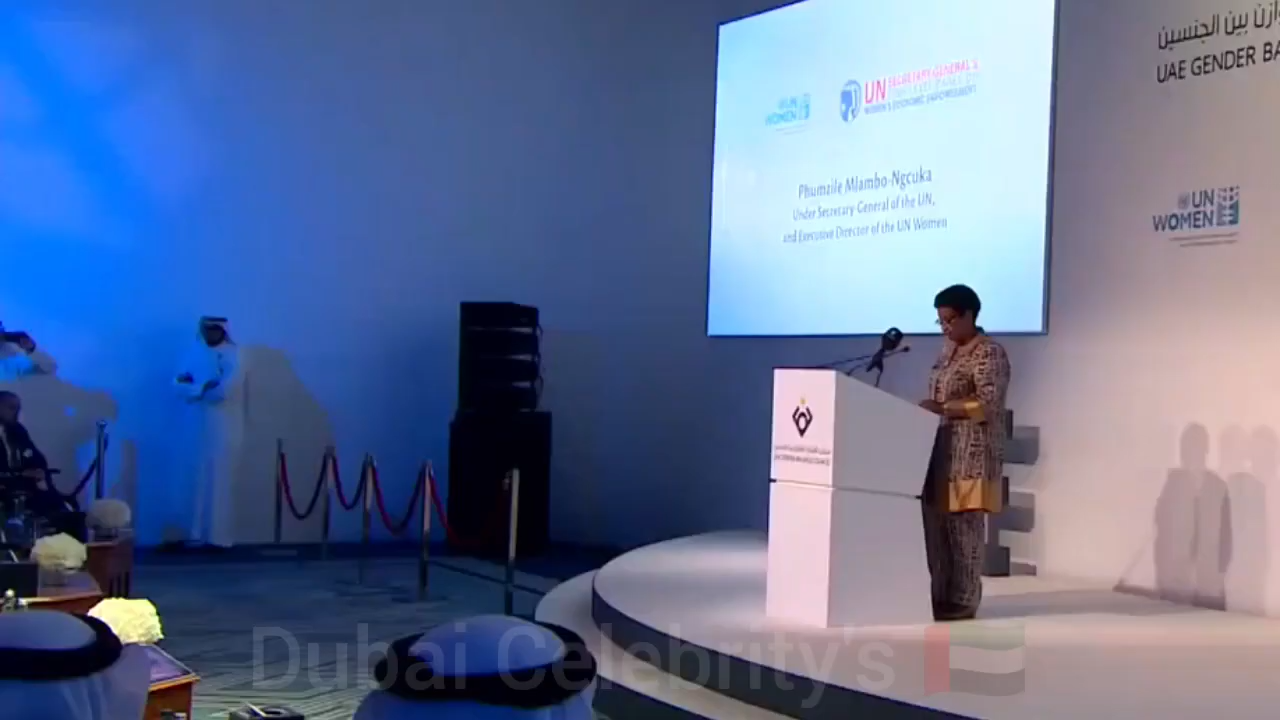 وازن بين الجنسين
UAE GENDER BA
UN
WOMEN
UN SECRETARY-GENERAL'S
WOMEN'S ECONOMIC EMPOWERMENT
Phumzile Mlambo-Ngcuka
Under Secretary-General of the UN,
and Executive Director of the UN Women
UN
WOMEN
Dubai Celebrity's